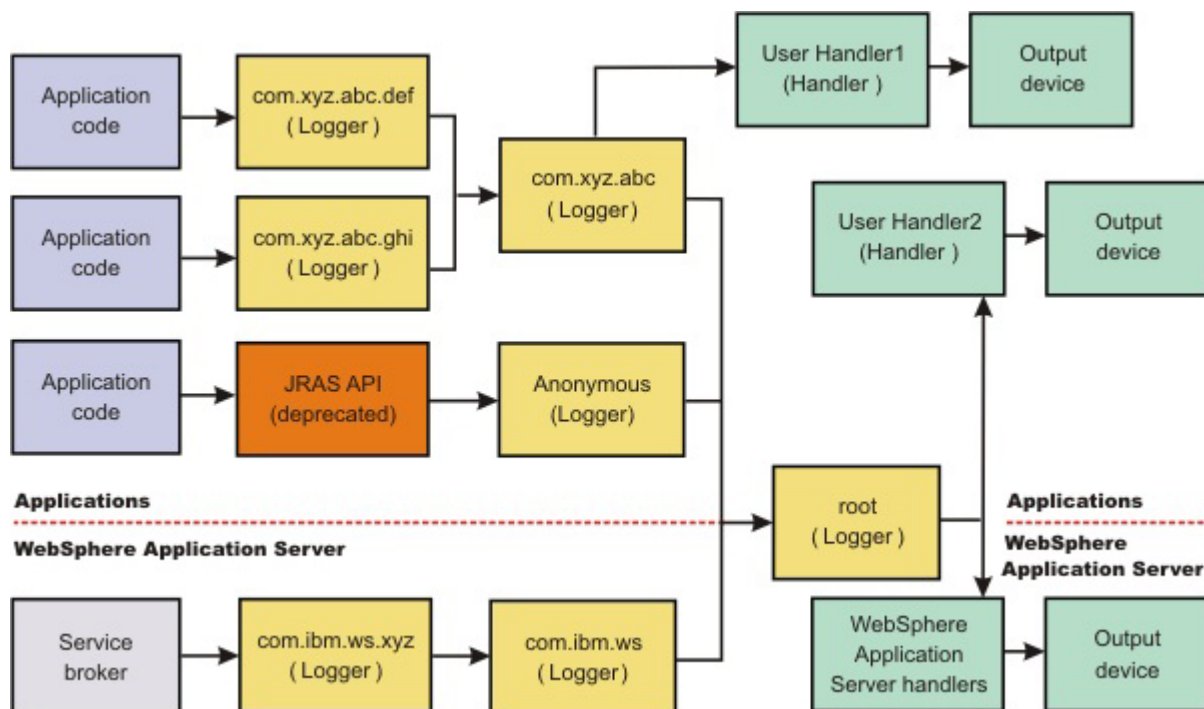 Application
code
com.xyz.abc.def
( Logger )
User Handler1
(Handler )
Output
device
com.xyz.abc
( Logger)
Application
code
com.xyz.abc.ghi
( Logger )
User Handler2
(Handler )
Output
device
Application
code
JRAS API
(deprecated)
Anonymous
(Logger)
Applications
WebSphere Application Server
root
( Logger )
Applications
WebSphere
Application Server
Service
broker
com.ibm.ws.xyz
( Logger )
com.ibm.ws
(Logger )
WebSphere
Application
Server handlers
Output
device